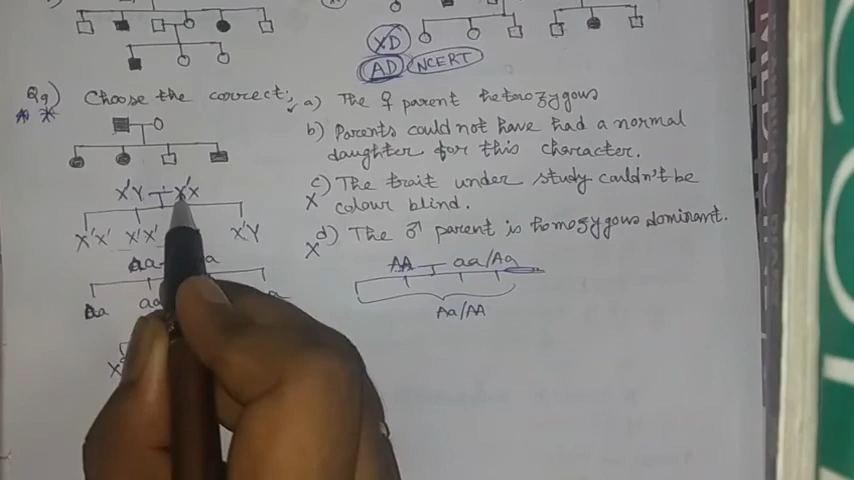 XD
AD NCERT
Q9) Choose the correct:
a) The ♀ parent heterozygous
b) Parents could not have had a normal
daughter for this character.
c) The trait under study couldn't be
colour blind.
d) The ♂ parent is homozygous dominant.
X'Y X'X
X'X' X'X' X'Y
AA aa/Aa
Aa/AA